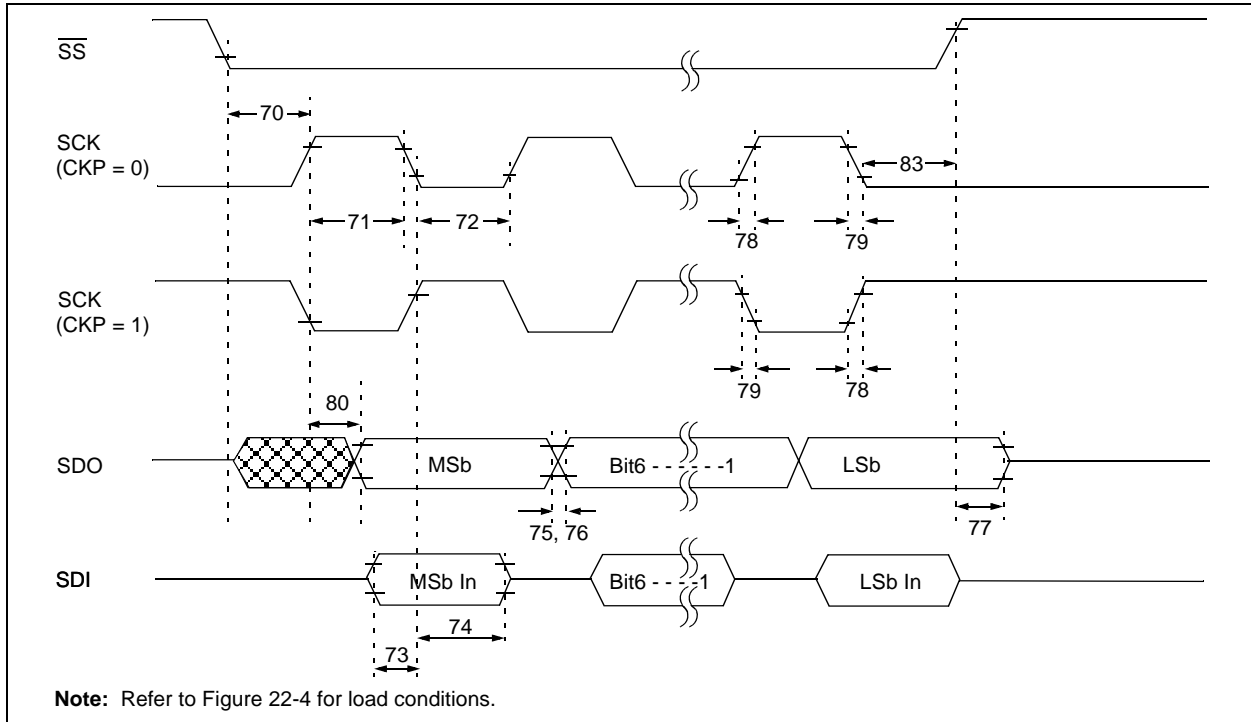 SS
70
SCK
(CKP = 0)
83
71
72
78
79
SCK
(CKP = 1)
79
78
80
SDO
MSb
Bit6 - - - - - -1
LSb
75, 76
77
SDI
MSb In
Bit6 - - - -1
LSb In
74
73
Note: Refer to Figure 22-4 for load conditions.